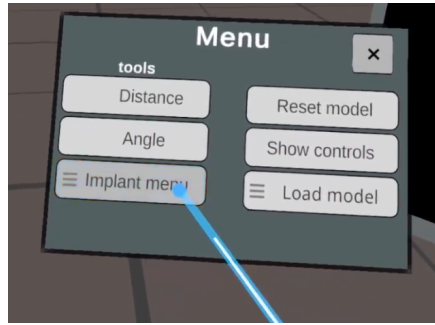 Menu
×
tools
Distance
Angle
Implant menu
Reset model
Show controls
Load model